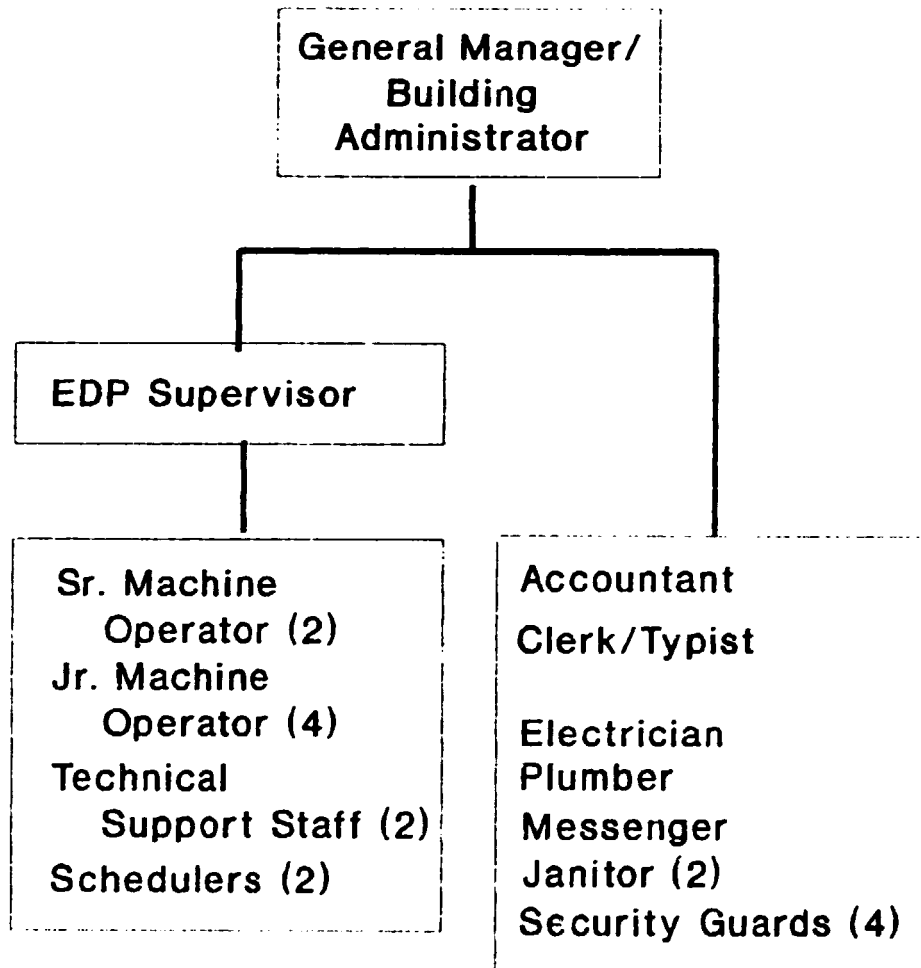 General Manager/
Building
Administrator
EDP Supervisor
Sr. Machine
Operator (2)
Jr. Machine
Operator (4)
Technical
Support Staff (2)
Schedulers (2)
Accountant
Clerk/Typist
Electrician
Plumber
Messenger
Janitor (2)
Security Guards (4)